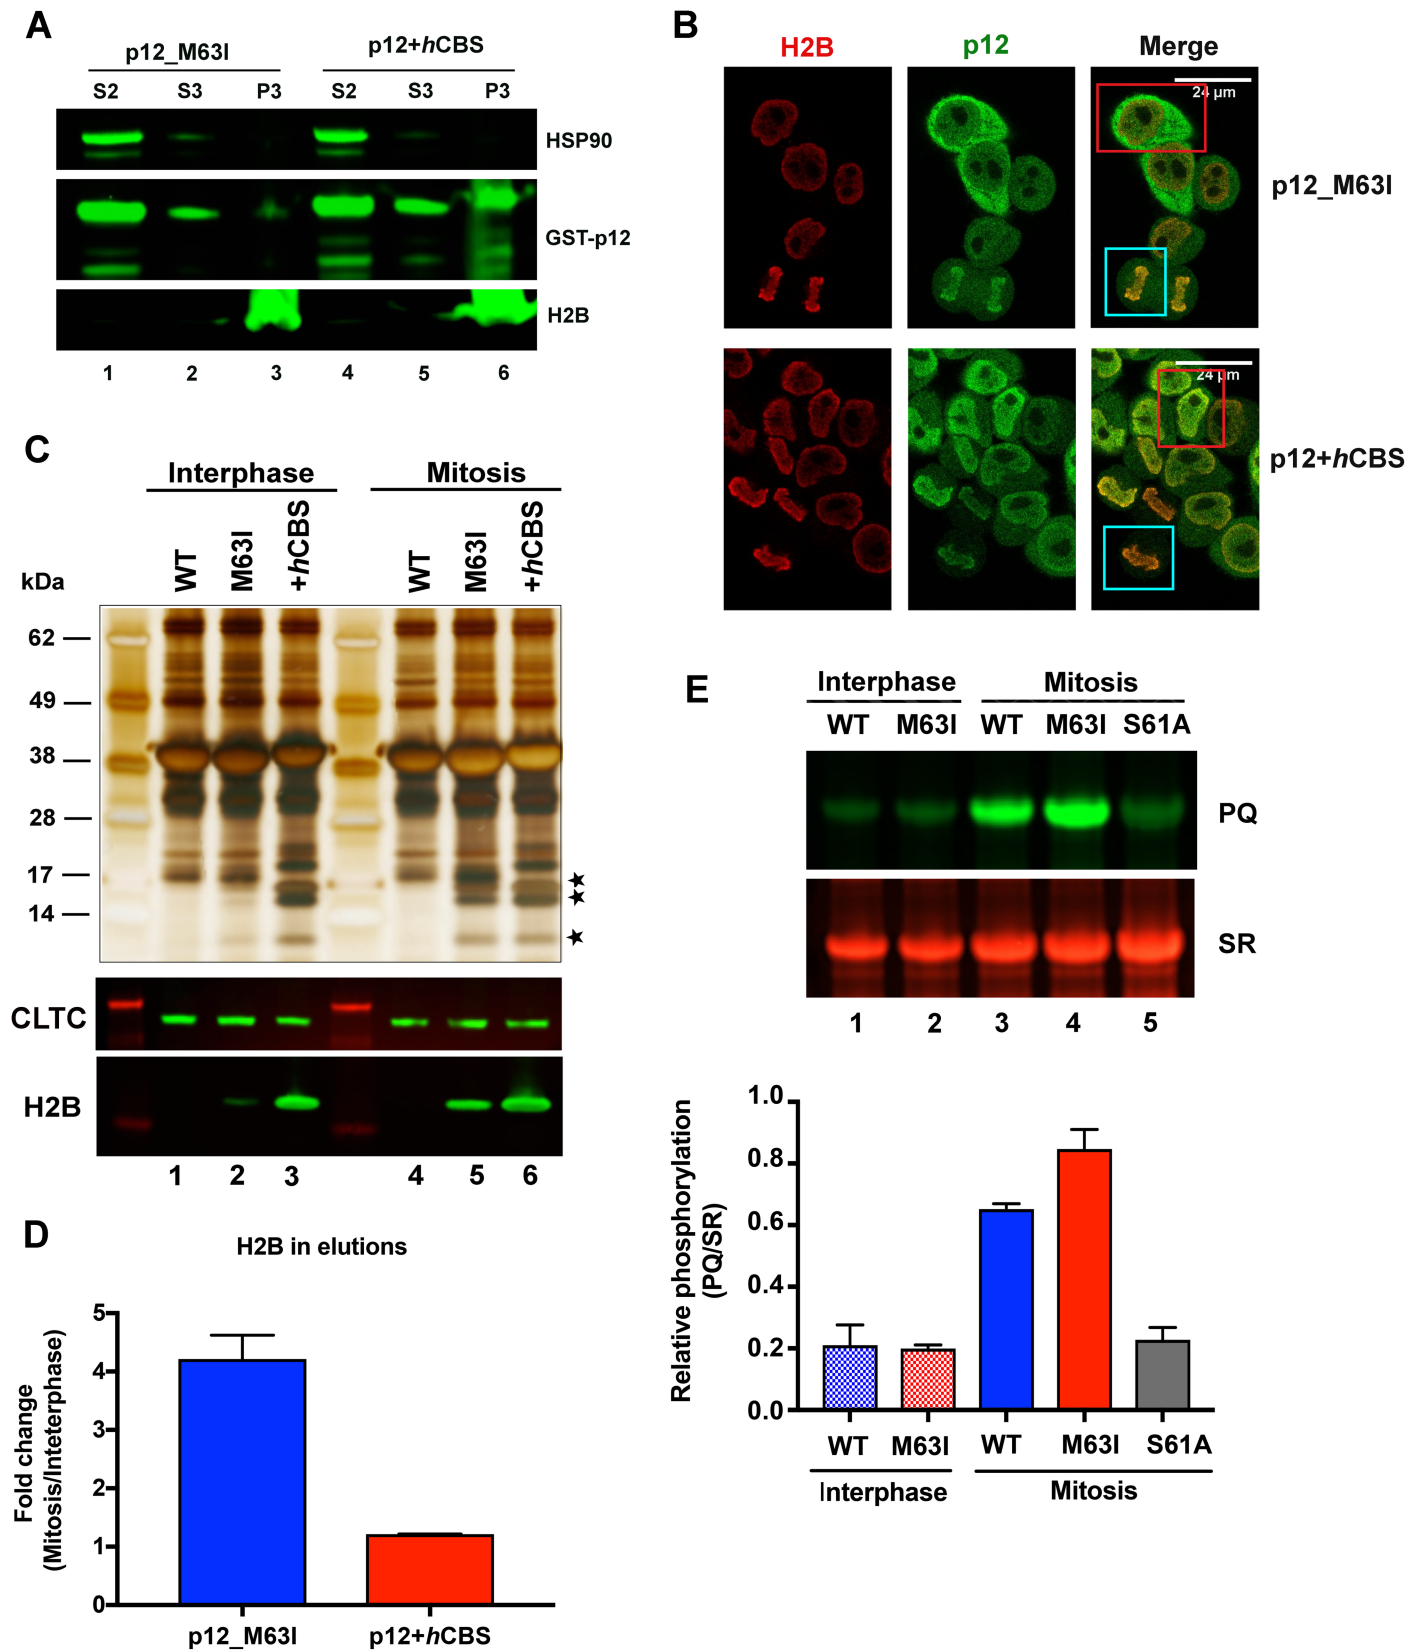 A
p12_M63I p12+hCBS
S2 S3 P3 S2 S3 P3
HSP90
GST-p12
H2B
1 2 3 4 5 6
B
H2B p12 Merge
24 µm
p12_M63I
24 µm
p12+hCBS
C
Interphase Mitosis
kDa WT M63I +hCBS WT M63I +hCBS
62
49
38
28
17
14
CLTC
H2B
1 2 3 4 5 6
D
H2B in elutions
Fold change
(Mitosis/Inteterphase)
5
4
3
2
1
0
p12_M63I p12+hCBS
E
Interphase Mitosis
WT M63I WT M63I S61A
PQ
SR
1 2 3 4 5
Relative phosphorylation
(PQ/SR)
1.0
0.8
0.6
0.4
0.2
0.0
WT M63I WT M63I S61A
Interphase Mitosis